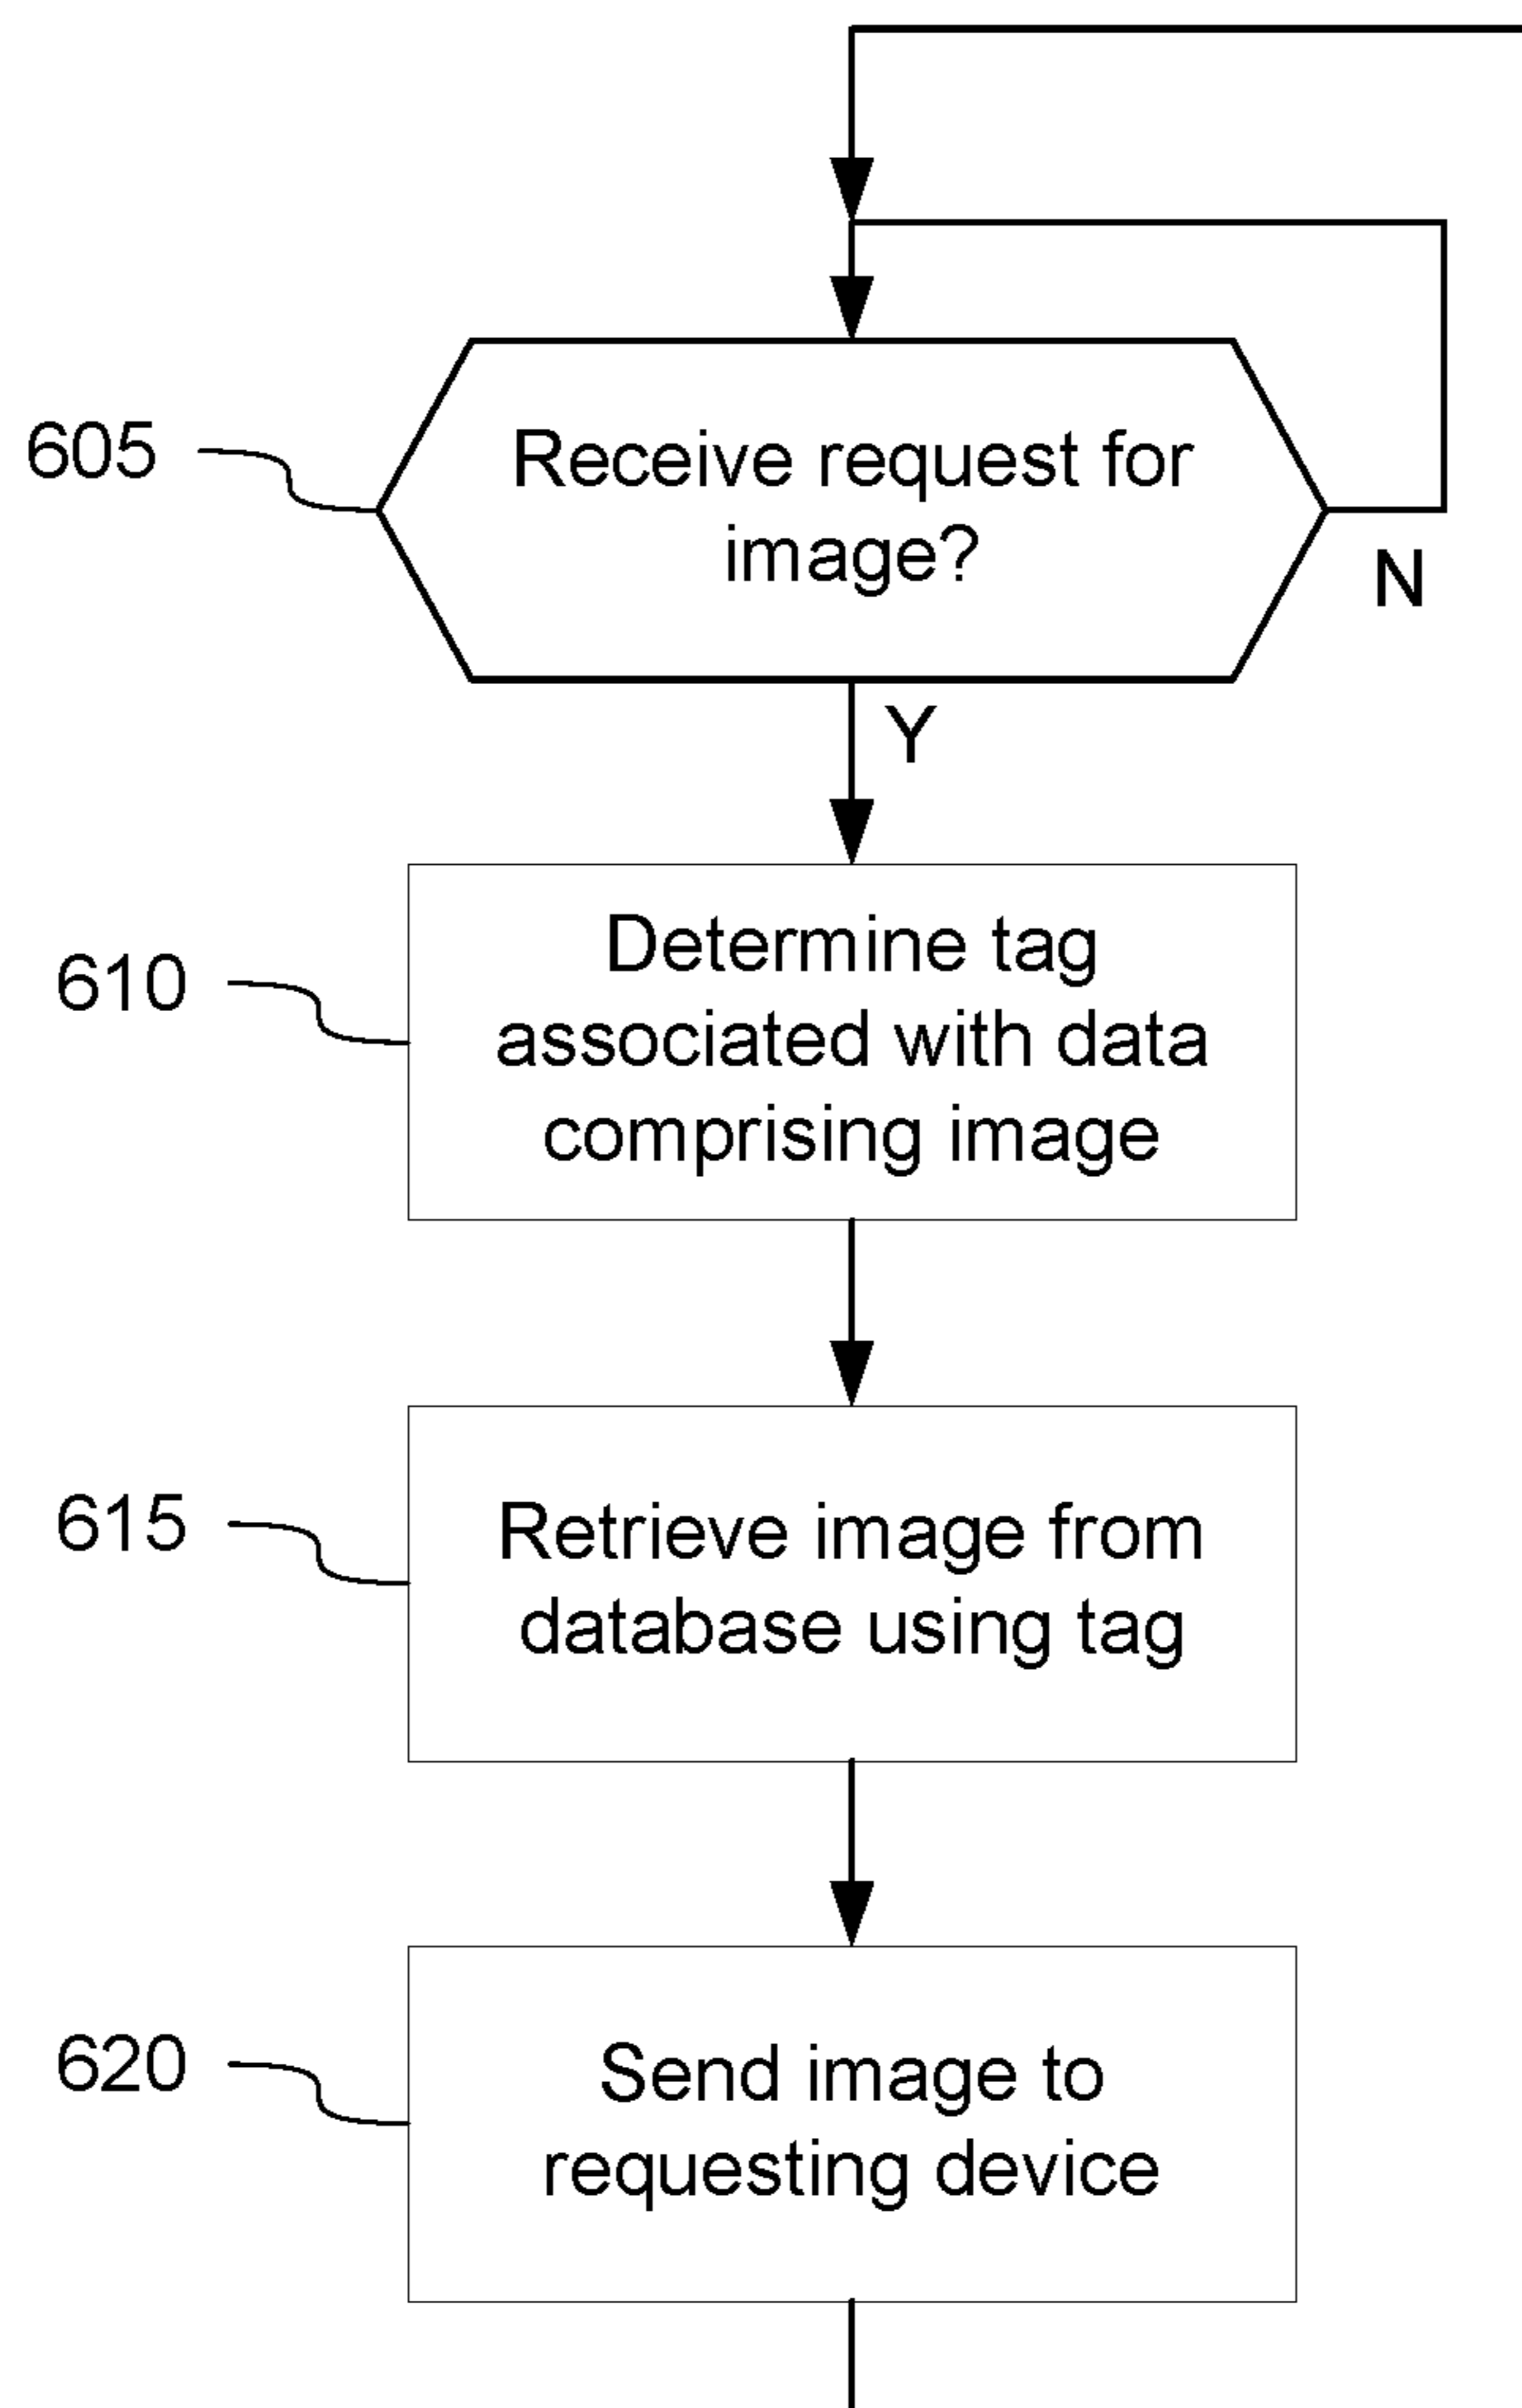 605
Receive request for
image?
N
Y
610
Determine tag
associated with data
comprising image
615
Retrieve image from
database using tag
620
Send image to
requesting device